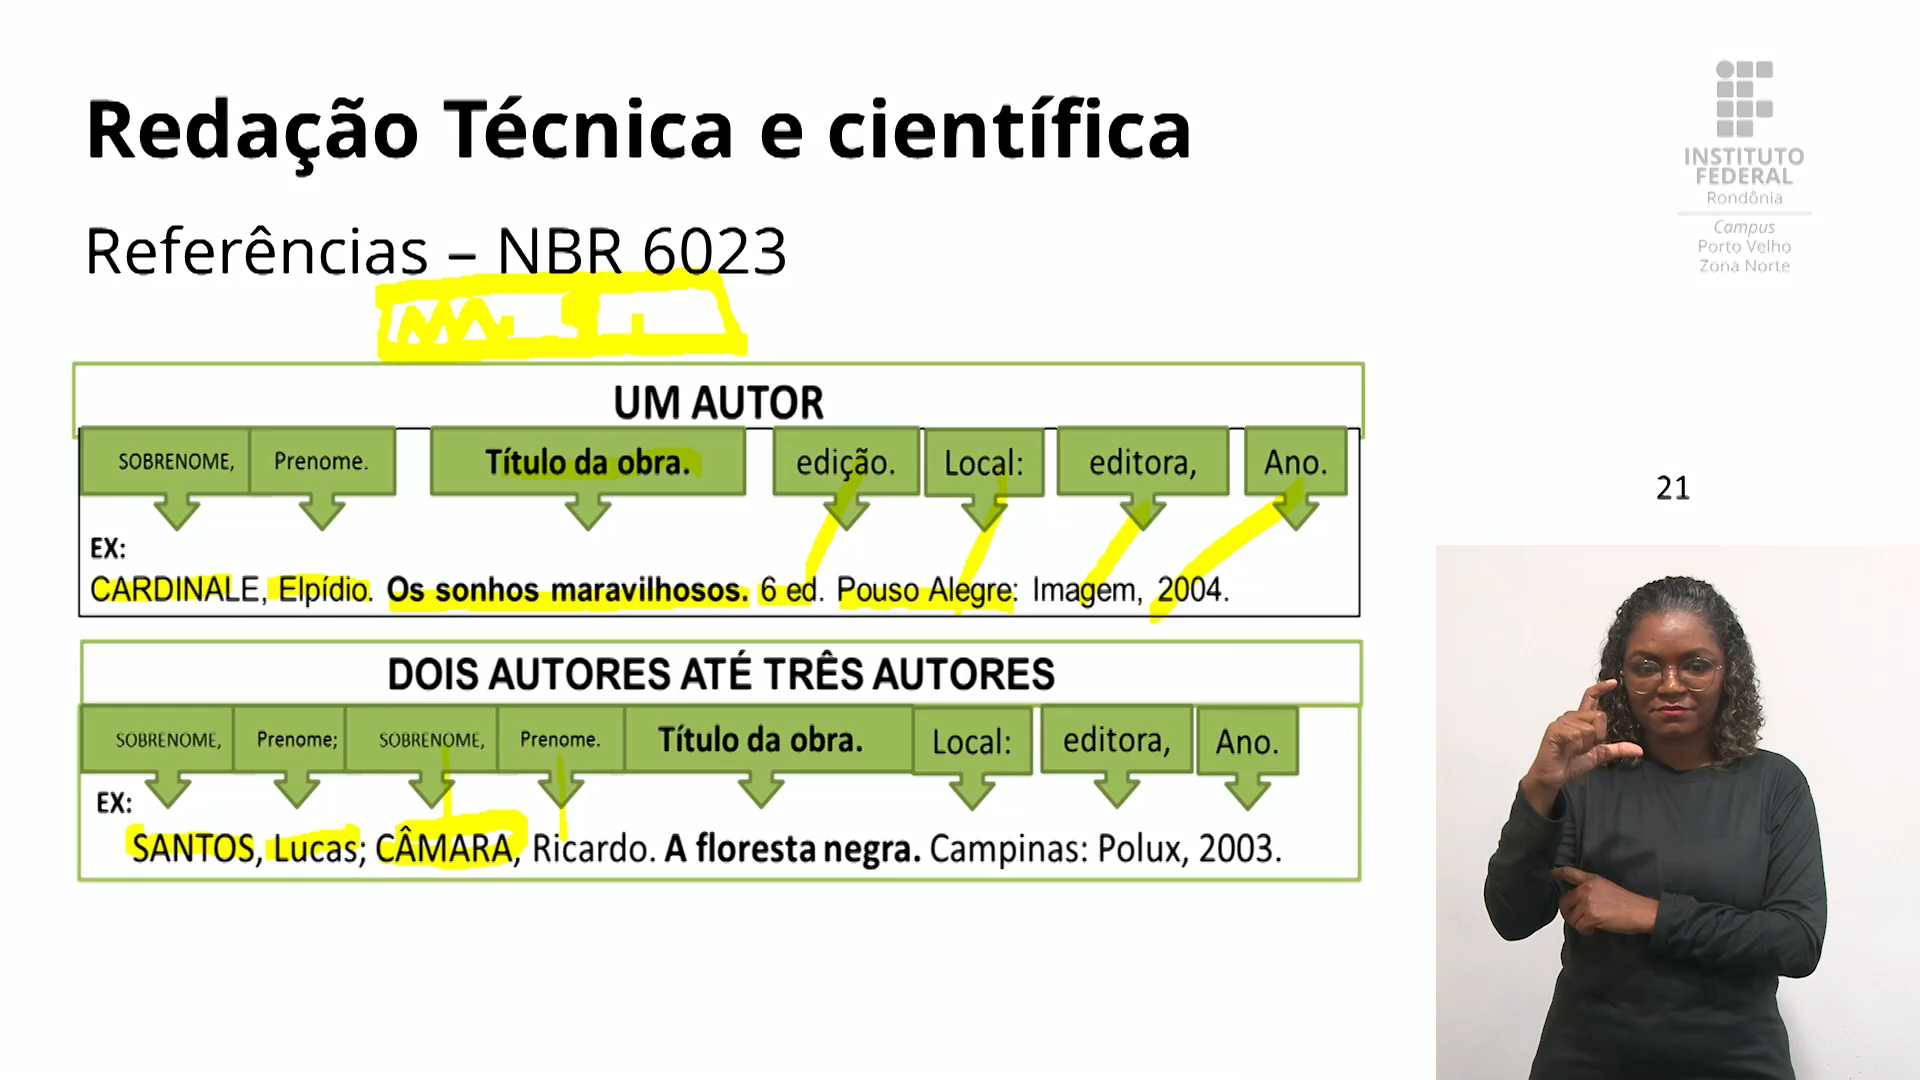 Redação Técnica e científica
INSTITUTO
FEDERAL
Rondônia
Campus
Porto Velho
Zona Norte
Referências – NBR 6023
UM AUTOR
SOBRENOME, Prenome. Título da obra. edição. Local: editora, Ano.
EX:
CARDINALE, Elpídio. Os sonhos maravilhosos. 6 ed. Pouso Alegre: Imagem, 2004.
21
DOIS AUTORES ATÉ TRÊS AUTORES
SOBRENOME, Prenome; SOBRENOME, Prenome. Título da obra. Local: editora, Ano.
EX:
SANTOS, Lucas; CÂMARA, Ricardo. A floresta negra. Campinas: Polux, 2003.